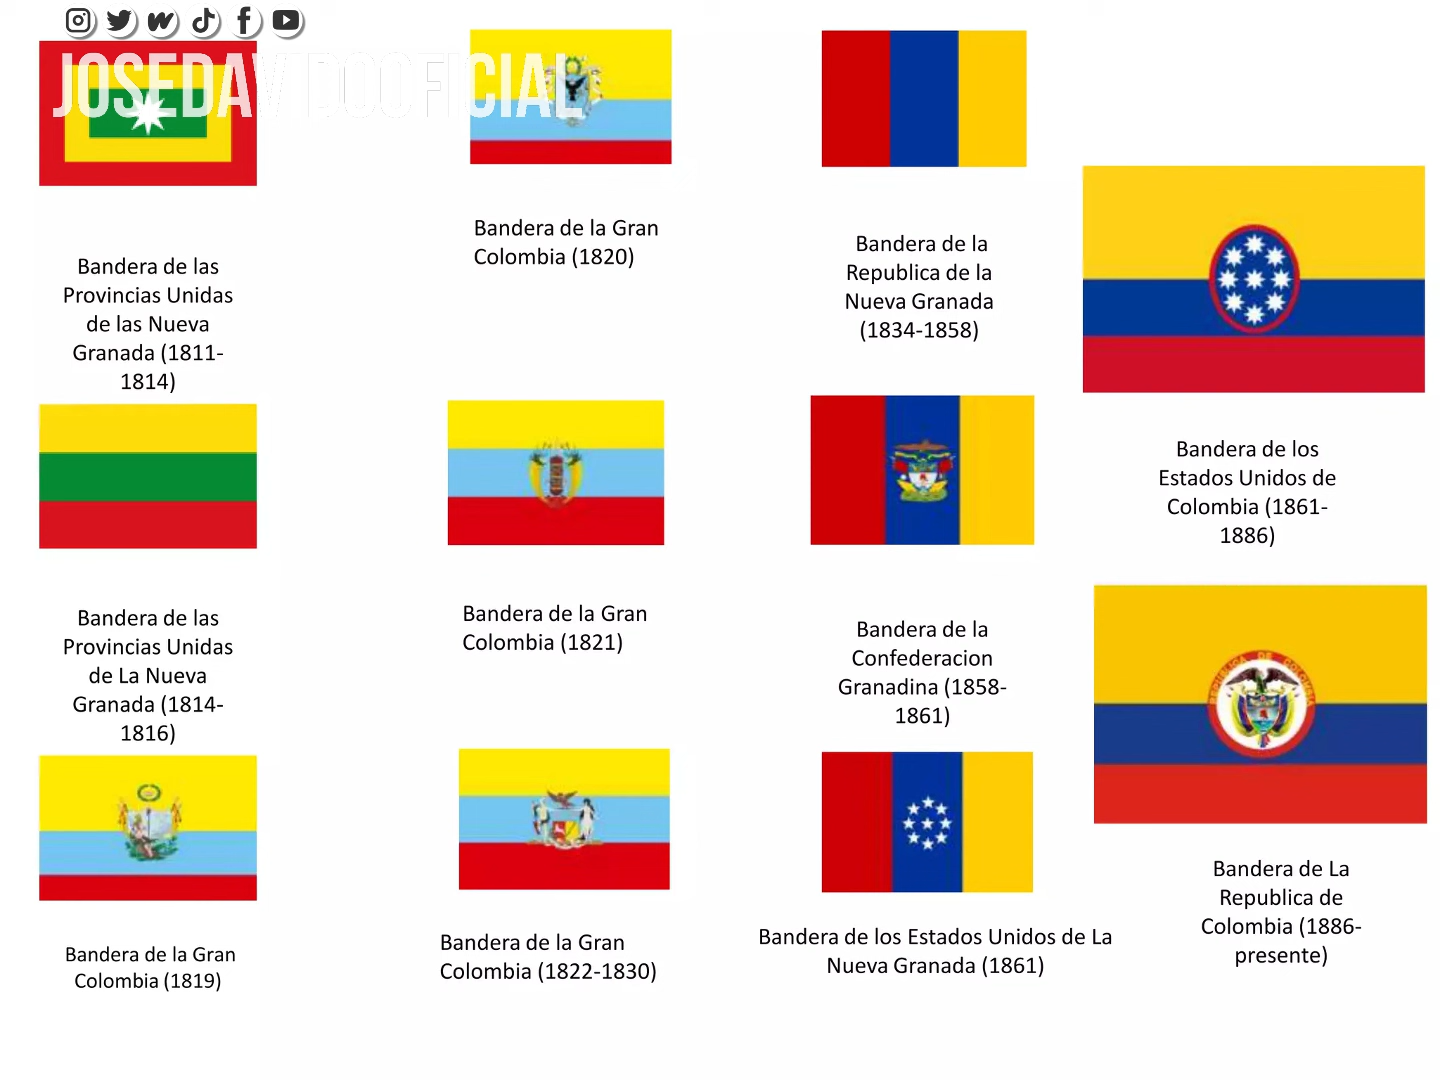 JOSEDAVIDOOFICIAL
Bandera de las
Provincias Unidas
de las Nueva
Granada (1811-
1814)
Bandera de las
Provincias Unidas
de La Nueva
Granada (1814-
1816)
Bandera de la Gran
Colombia (1819)
Bandera de la Gran
Colombia (1820)
Bandera de la Gran
Colombia (1821)
Bandera de la Gran
Colombia (1822-1830)
Bandera de la
Republica de la
Nueva Granada
(1834-1858)
Bandera de la
Confederacion
Granadina (1858-
1861)
Bandera de los Estados Unidos de La
Nueva Granada (1861)
Bandera de los
Estados Unidos de
Colombia (1861-
1886)
REPUBLICA DE COLOMBIA
Bandera de La
Republica de
Colombia (1886-
presente)